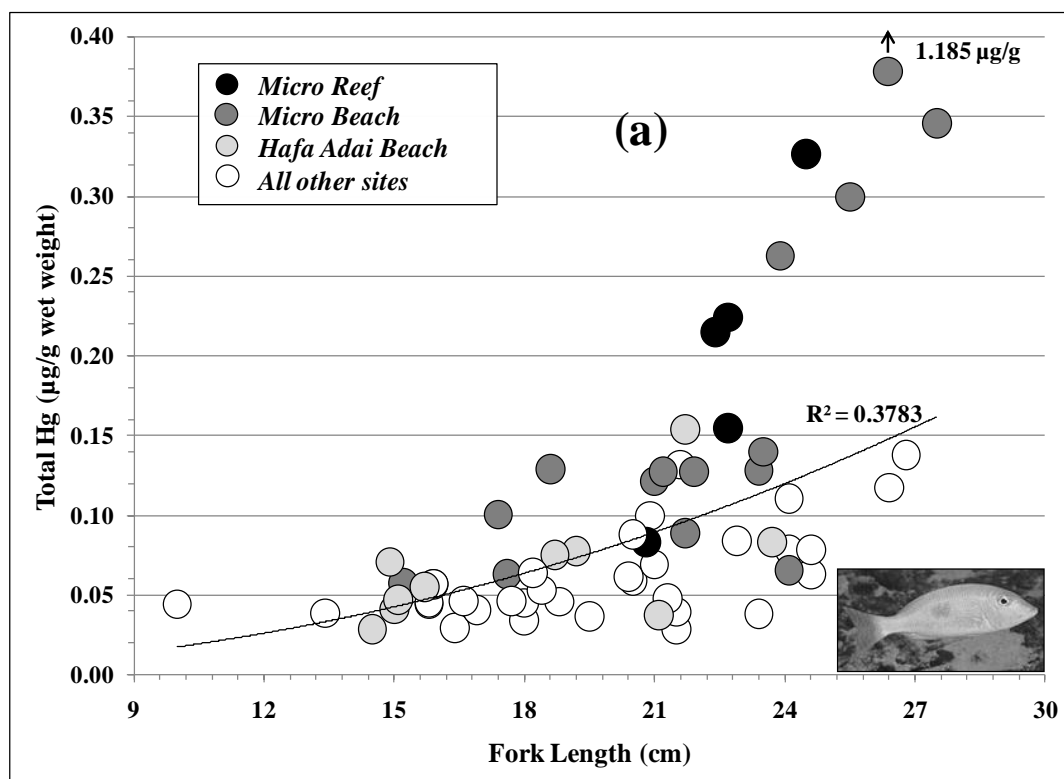 0.40
0.35
0.30
0.25
0.20
0.15
0.10
0.05
0.00
Total Hg (µg/g wet weight)
Micro Reef
Micro Beach
Hafa Adai Beach
All other sites
(a)
1.185 µg/g
R² = 0.3783
9 12 15 18 21 24 27 30
Fork Length (cm)